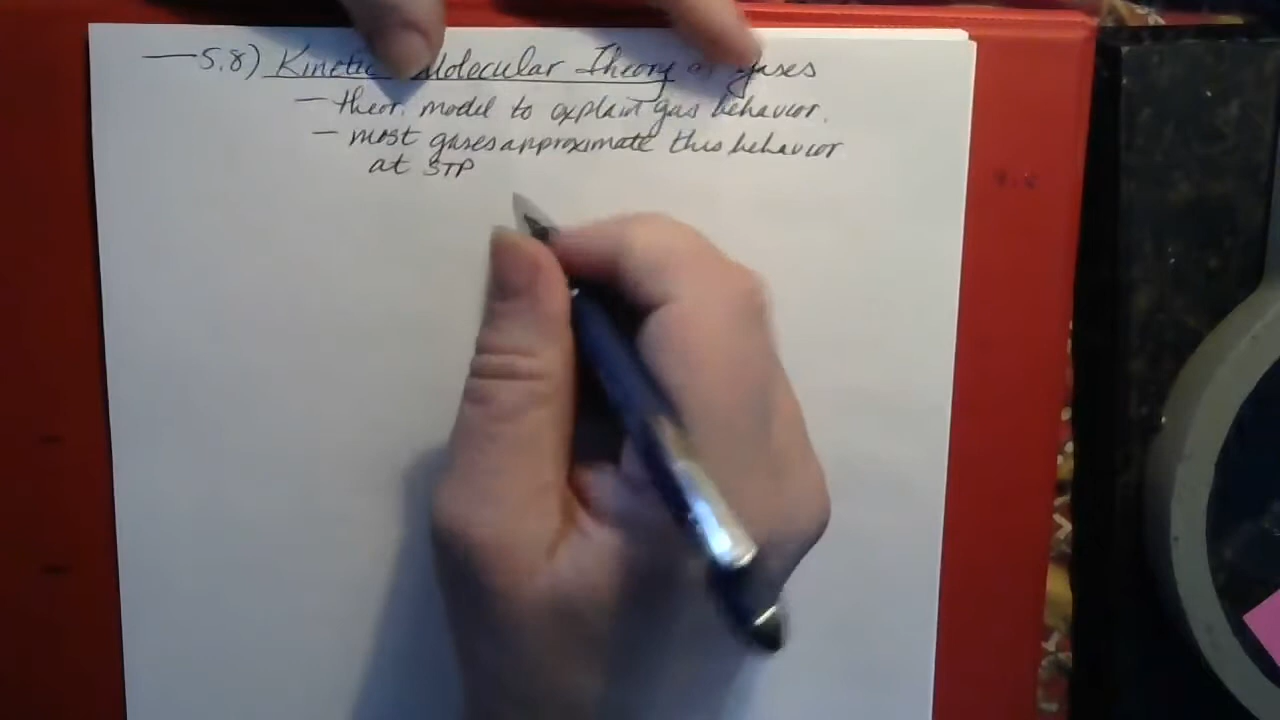 5.8) Kinetic Molecular Theory of gases
— theor. model to explain gas behavior.
— most gases approximate this behavior
at STP